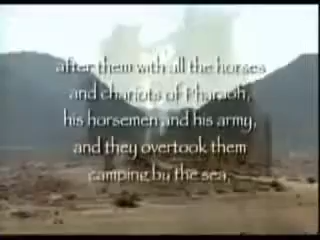 after them with all the horses
and chariots of Pharaoh,
his horsemen and his army,
and they overtook them
camping by the sea,